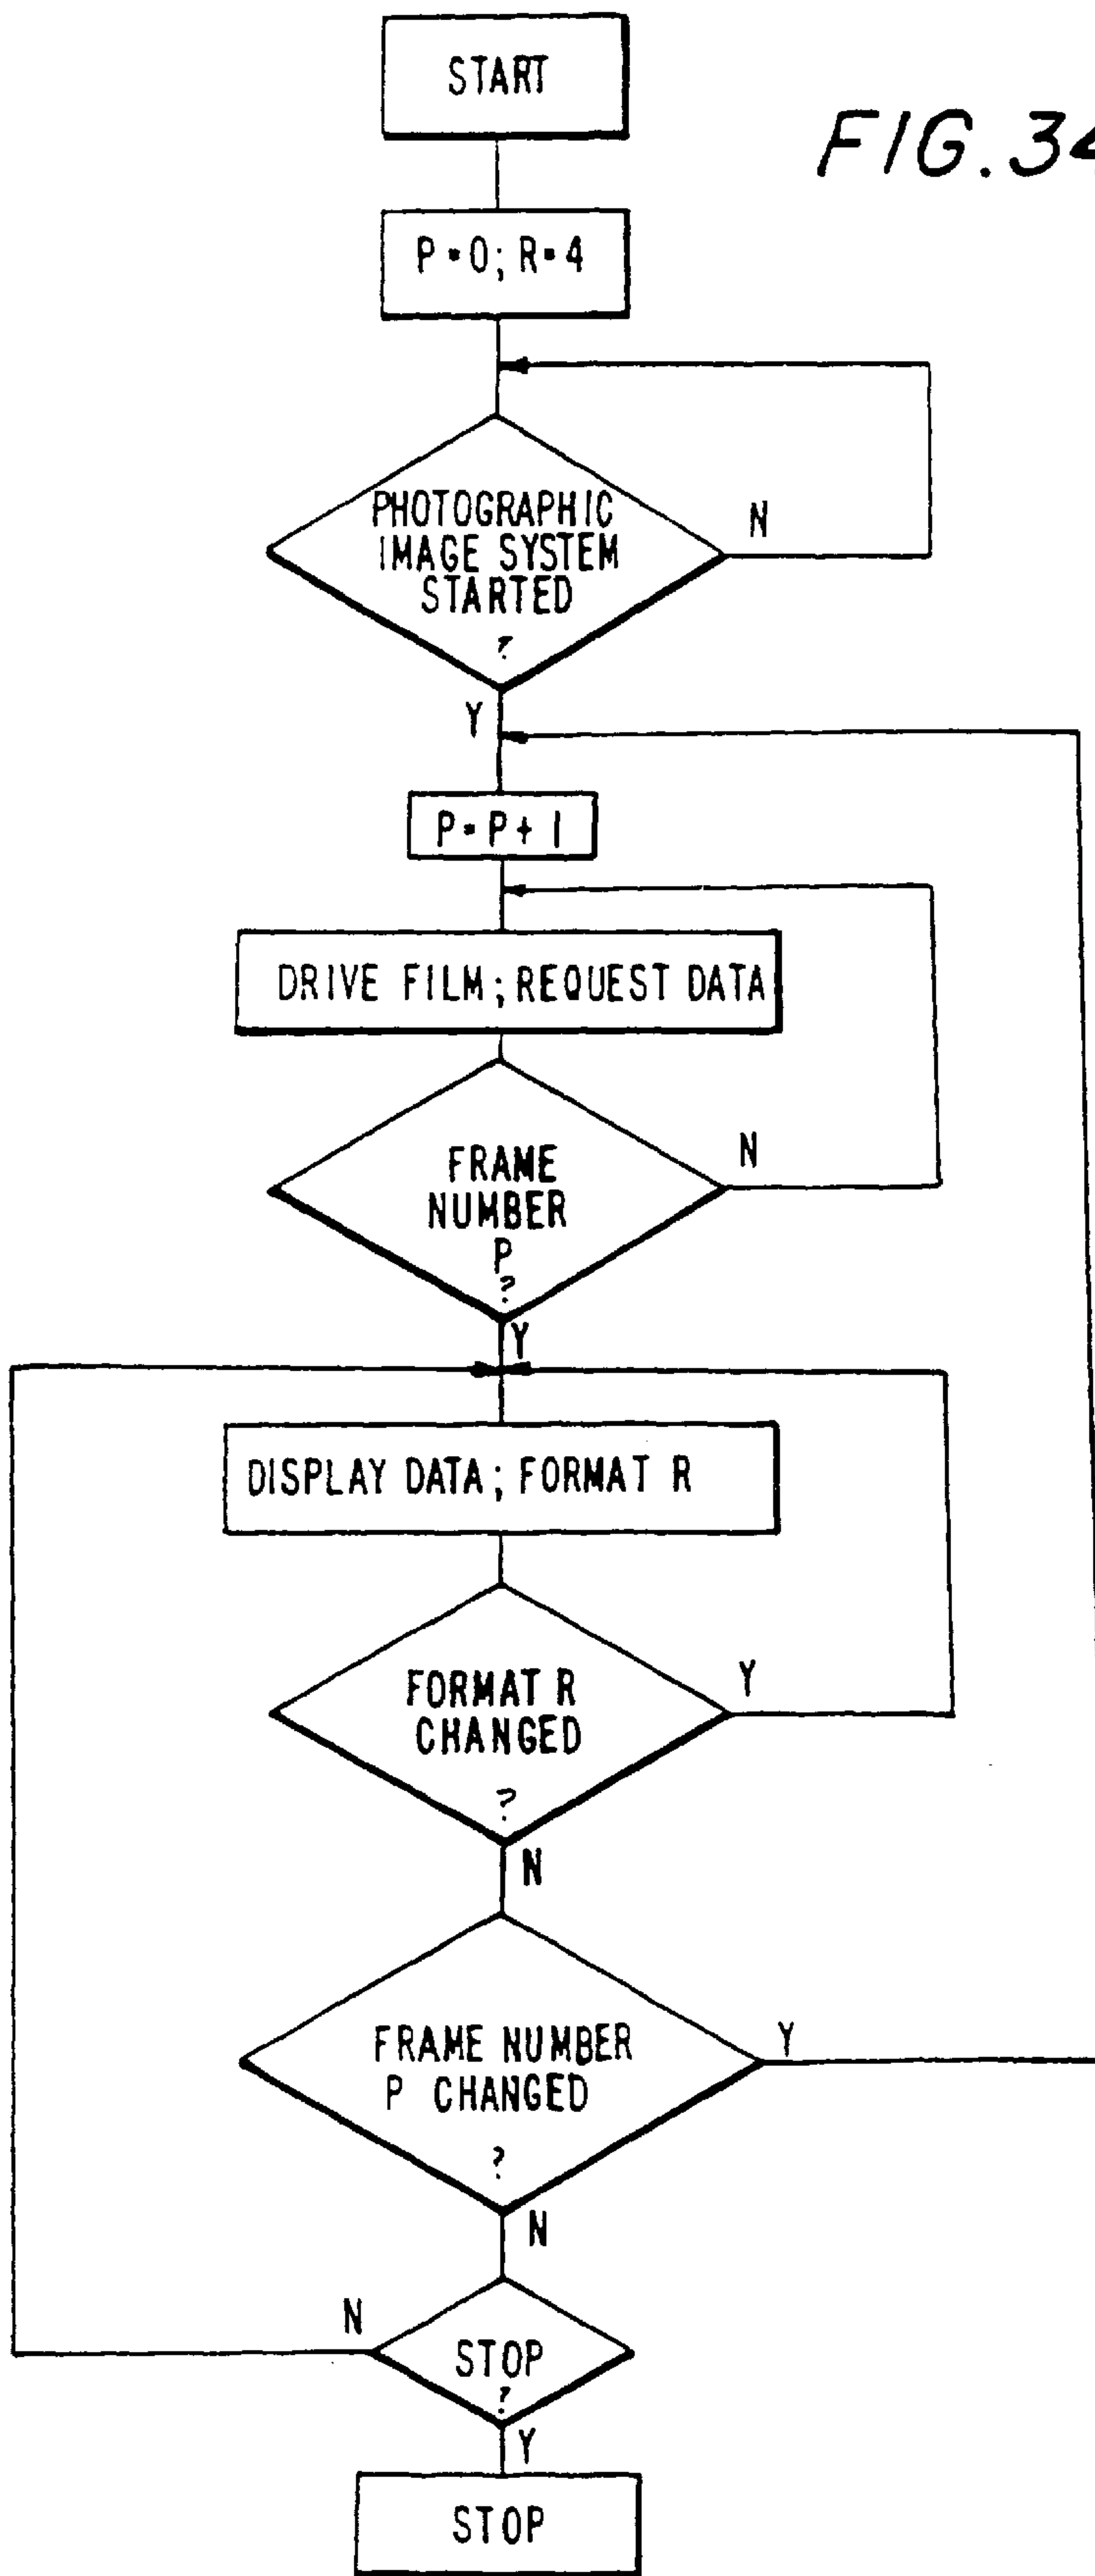 START
FIG. 34
P=0; R=4
PHOTOGRAPHIC
IMAGE SYSTEM
STARTED
?
N
Y
P=P+1
DRIVE FILM; REQUEST DATA
FRAME
NUMBER
P
?
N
Y
DISPLAY DATA; FORMAT R
FORMAT R
CHANGED
?
Y
N
FRAME NUMBER
P CHANGED
?
Y
N
N
STOP
?
Y
STOP